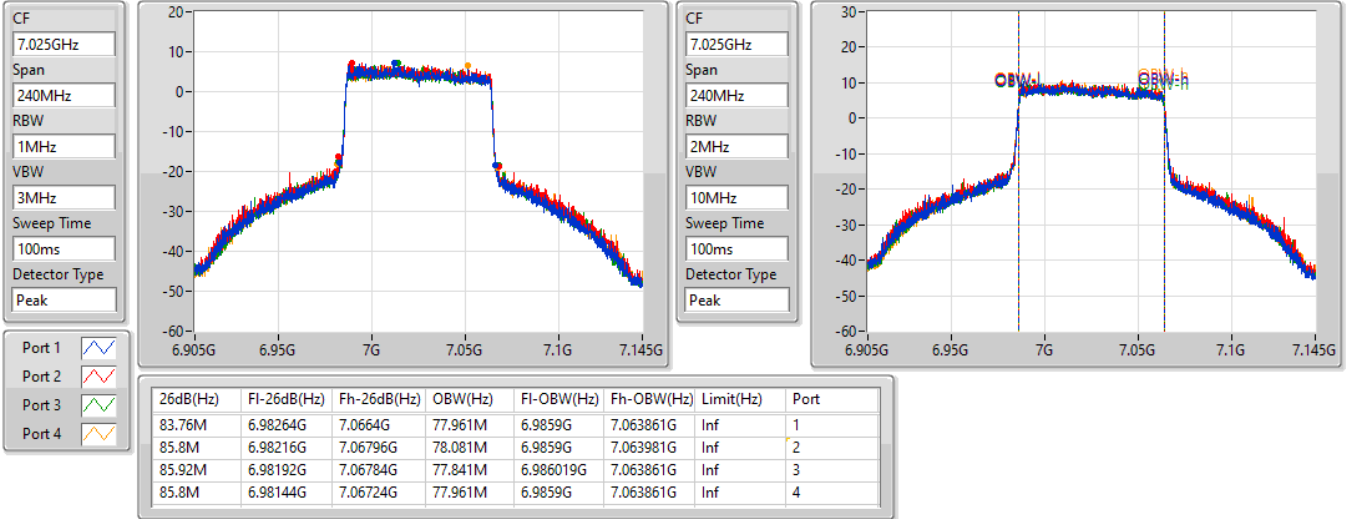 CF
7.025GHz
Span
240MHz
RBW
1MHz
VBW
3MHz
Sweep Time
100ms
Detector Type
Peak
20
10
0
-10
-20
-30
-40
-50
-60
6.905G 6.95G 7G 7.05G 7.1G 7.145G
CF
7.025GHz
Span
240MHz
RBW
2MHz
VBW
10MHz
Sweep Time
100ms
Detector Type
Peak
30
20
10
0
-10
-20
-30
-40
-50
-60
OBW-l OBW-h
6.905G 6.95G 7G 7.05G 7.1G 7.145G
Port 1
Port 2
Port 3
Port 4
26dB(Hz) Fl-26dB(Hz) Fh-26dB(Hz) OBW(Hz) Fl-OBW(Hz) Fh-OBW(Hz) Limit(Hz) Port
83.76M 6.98264G 7.0664G 77.961M 6.9859G 7.063861G Inf 1
85.8M 6.98216G 7.06796G 78.081M 6.9859G 7.063981G Inf 2
85.92M 6.98192G 7.06784G 77.841M 6.986019G 7.063861G Inf 3
85.8M 6.98144G 7.06724G 77.961M 6.9859G 7.063861G Inf 4